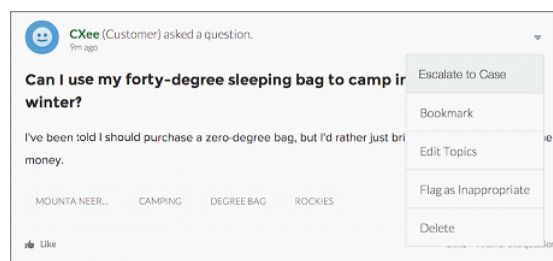 CXee (Customer) asked a question.
9m ago
Can I use my forty-degree sleeping bag to camp in
winter?
I've been told I should purchase a zero-degree bag, but I'd rather just bri
money.
MOUNTA NEER... CAMPING DEGREE BAG ROCKIES
Like
Escalate to Case
Bookmark
Edit Topics
Flag as Inappropriate
Delete